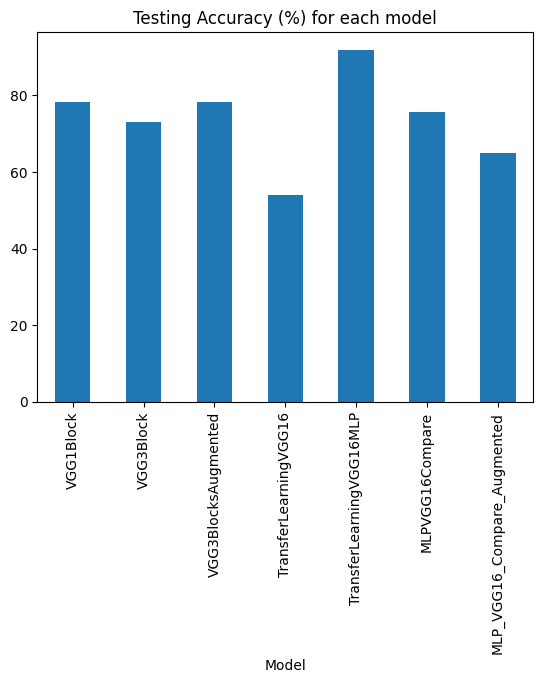 Testing Accuracy (%) for each model
80
60
40
20
0
VGG1Block
VGG3Block
VGG3BlocksAugmented
TransferLearningVGG16
TransferLearningVGG16MLP
MLPVGG16Compare
MLP_VGG16_Compare_Augmented
Model